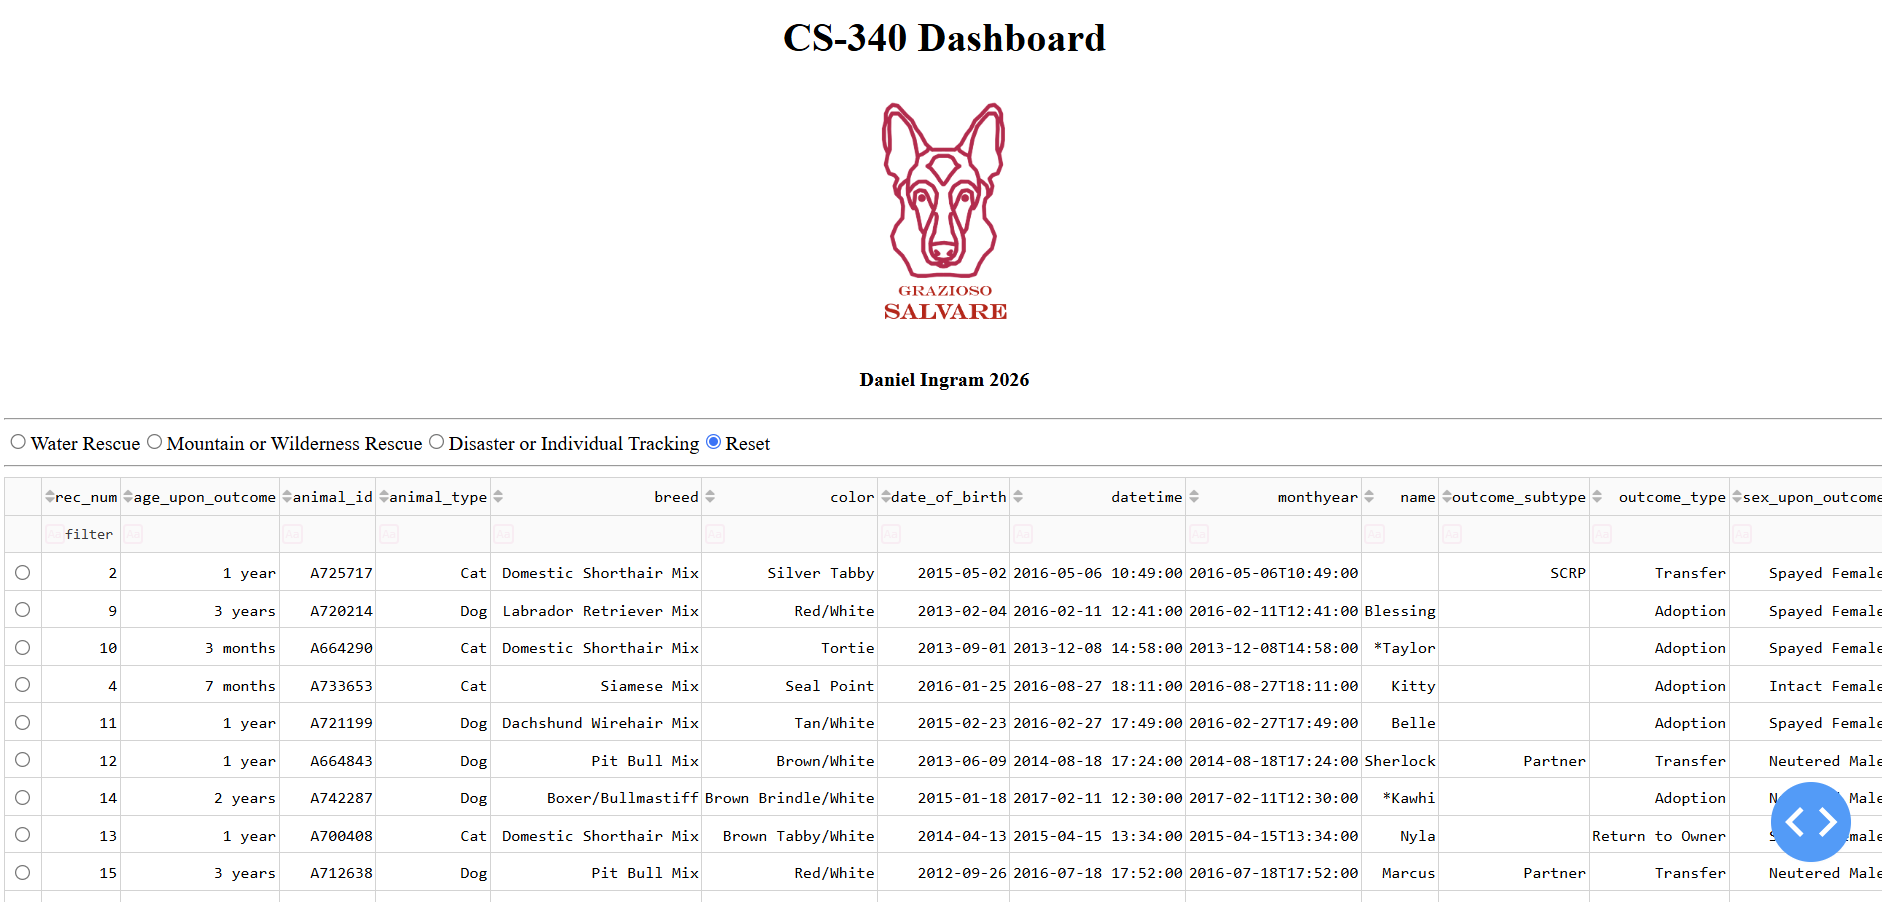 CS-340 Dashboard
GRAZIOSO
SALVARE
Daniel Ingram 2026
Water Rescue Mountain or Wilderness Rescue Disaster or Individual Tracking Reset
rec_num age_upon_outcome animal_id animal_type breed color date_of_birth datetime monthyear name outcome_subtype outcome_type sex_upon_outcome
Aa filter Aa Aa Aa Aa Aa Aa Aa Aa Aa Aa Aa Aa
2 1 year A725717 Cat Domestic Shorthair Mix Silver Tabby 2015-05-02 2016-05-06 10:49:00 2016-05-06T10:49:00 SCRP Transfer Spayed Female
9 3 years A720214 Dog Labrador Retriever Mix Red/White 2013-02-04 2016-02-11 12:41:00 2016-02-11T12:41:00 Blessing Adoption Spayed Female
10 3 months A664290 Cat Domestic Shorthair Mix Tortie 2013-09-01 2013-12-08 14:58:00 2013-12-08T14:58:00 *Taylor Adoption Spayed Female
4 7 months A733653 Cat Siamese Mix Seal Point 2016-01-25 2016-08-27 18:11:00 2016-08-27T18:11:00 Kitty Adoption Intact Female
11 1 year A721199 Dog Dachshund Wirehair Mix Tan/White 2015-02-23 2016-02-27 17:49:00 2016-02-27T17:49:00 Belle Adoption Spayed Female
12 1 year A664843 Dog Pit Bull Mix Brown/White 2013-06-09 2014-08-18 17:24:00 2014-08-18T17:24:00 Sherlock Partner Transfer Neutered Male
14 2 years A742287 Dog Boxer/Bullmastiff Brown Brindle/White 2015-01-18 2017-02-11 12:30:00 2017-02-11T12:30:00 *Kawhi Adoption Male
13 1 year A700408 Cat Domestic Shorthair Mix Brown Tabby/White 2014-04-13 2015-04-15 13:34:00 2015-04-15T13:34:00 Nyla Return to Owner
15 3 years A712638 Dog Pit Bull Mix Red/White 2012-09-26 2016-07-18 17:52:00 2016-07-18T17:52:00 Marcus Partner Transfer Neutered Male